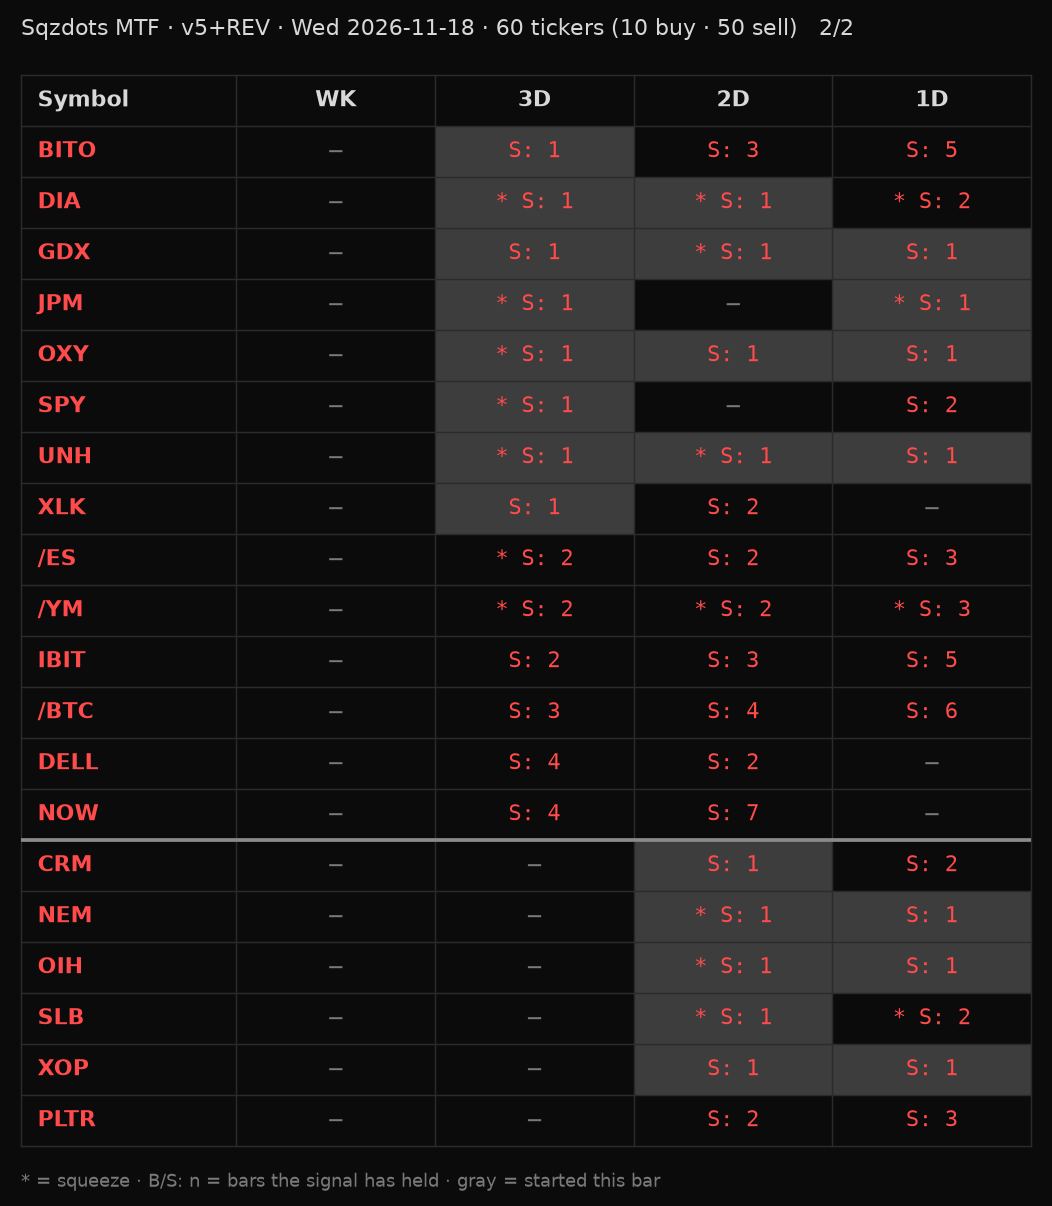 Sqzdots MTF · v5+REV · Wed 2026-11-18 · 60 tickers (10 buy · 50 sell) 2/2
Symbol WK 3D 2D 1D
BITO — S: 1 S: 3 S: 5
DIA — * S: 1 * S: 1 * S: 2
GDX — S: 1 * S: 1 S: 1
JPM — * S: 1 — * S: 1
OXY — * S: 1 S: 1 S: 1
SPY — * S: 1 — S: 2
UNH — * S: 1 * S: 1 S: 1
XLK — S: 1 S: 2 —
/ES — * S: 2 S: 2 S: 3
/YM — * S: 2 * S: 2 * S: 3
IBIT — S: 2 S: 3 S: 5
/BTC — S: 3 S: 4 S: 6
DELL — S: 4 S: 2 —
NOW — S: 4 S: 7 —
CRM — — S: 1 S: 2
NEM — — * S: 1 S: 1
OIH — — * S: 1 S: 1
SLB — — * S: 1 * S: 2
XOP — — S: 1 S: 1
PLTR — — S: 2 S: 3
* = squeeze · B/S: n = bars the signal has held · gray = started this bar